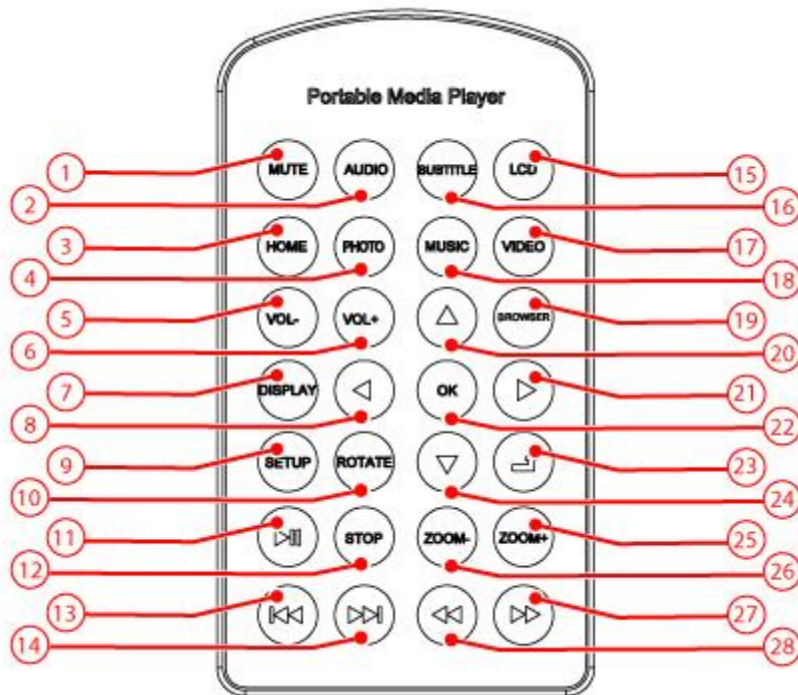 Portable Media Player
1 MUTE AUDIO SUBTITLE LCD 15
2 16
3 HOME PHOTO MUSIC VIDEO 17
4 18
5 VOL- VOL+ BROWSER 19
6 20
7 DISPLAY OK 21
8 22
9 SETUP ROTATE 23
10 24
11 STOP ZOOM- ZOOM+ 25
12 26
13 27
14 28